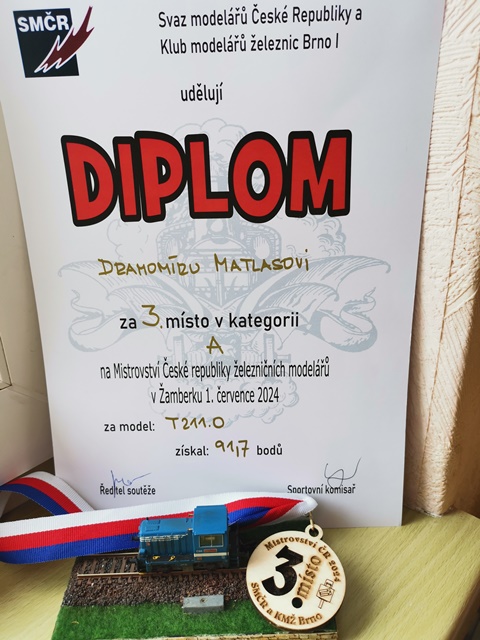 SMČR
Svaz modelářů České Republiky a
Klub modelářů železnic Brno I
udělují
DIPLOM
DRAHOMÍRU MATLASOVI
za 3. místo v kategorii
A
na Mistrovství České republiky železničních modelářů
v Žamberku 1. července 2024
za model: T211.0
získal: 91,7 bodů
Ředitel soutěže
Sportovní komisař
Mistrovství ČR 2024
3. místo
SMČR a KMŽ Brno